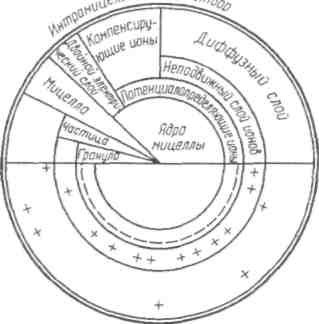 Компенсиру-
ющие ионы
Диффузный слой
Неподвижный слой ионов
Потенциалопределяющие ионы
Мицелла
Частица
Гранула
Ядро
мицеллы
+ + + + + + + + + + + + + + + + +